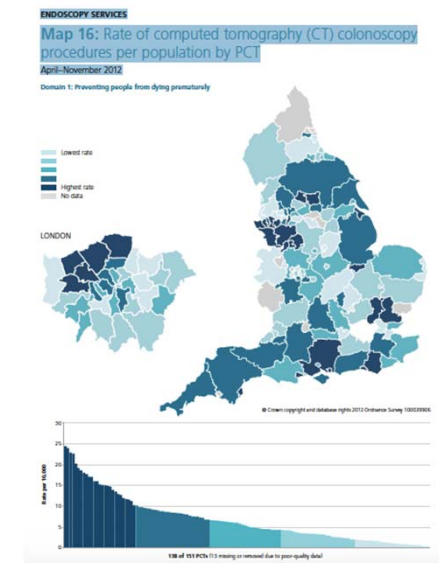 ENDOSCOPY SERVICES
Map 16: Rate of computed tomography (CT) colonoscopy
procedures per population by PCT
April–November 2012
Domain 1: Preventing people from dying prematurely
Lowest rate
Highest rate
No data
LONDON
© Crown copyright and database rights 2012 Ordnance Survey 100039906
30
25
20
15
10
5
0
Rate per 10,000
138 of 151 PCTs (13 missing or removed due to poor-quality data)